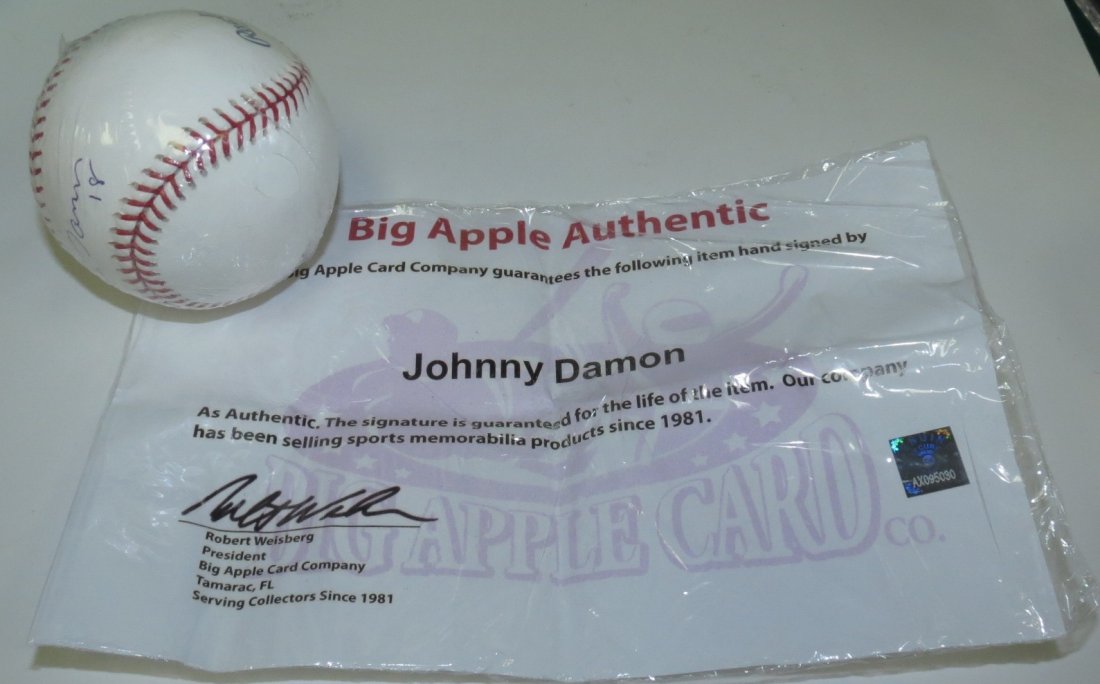 18
Big Apple Authentic
Apple Card Company guarantees the following item hand signed by
Johnny Damon
As Authentic. The signature is guaranteed for the life of the item. Our company
has been selling sports memorabilia products since 1981.
Robert Weisberg
President
Big Apple Card Company
Tamarac, FL
Serving Collectors Since 1981
BIG APPLE CARD CO.
AX095030